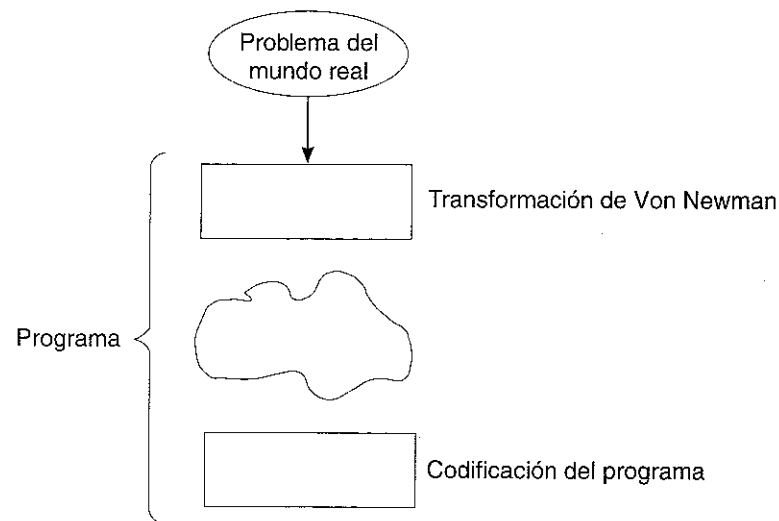 Problema del
mundo real
Transformación de Von Newman
Programa
Codificación del programa